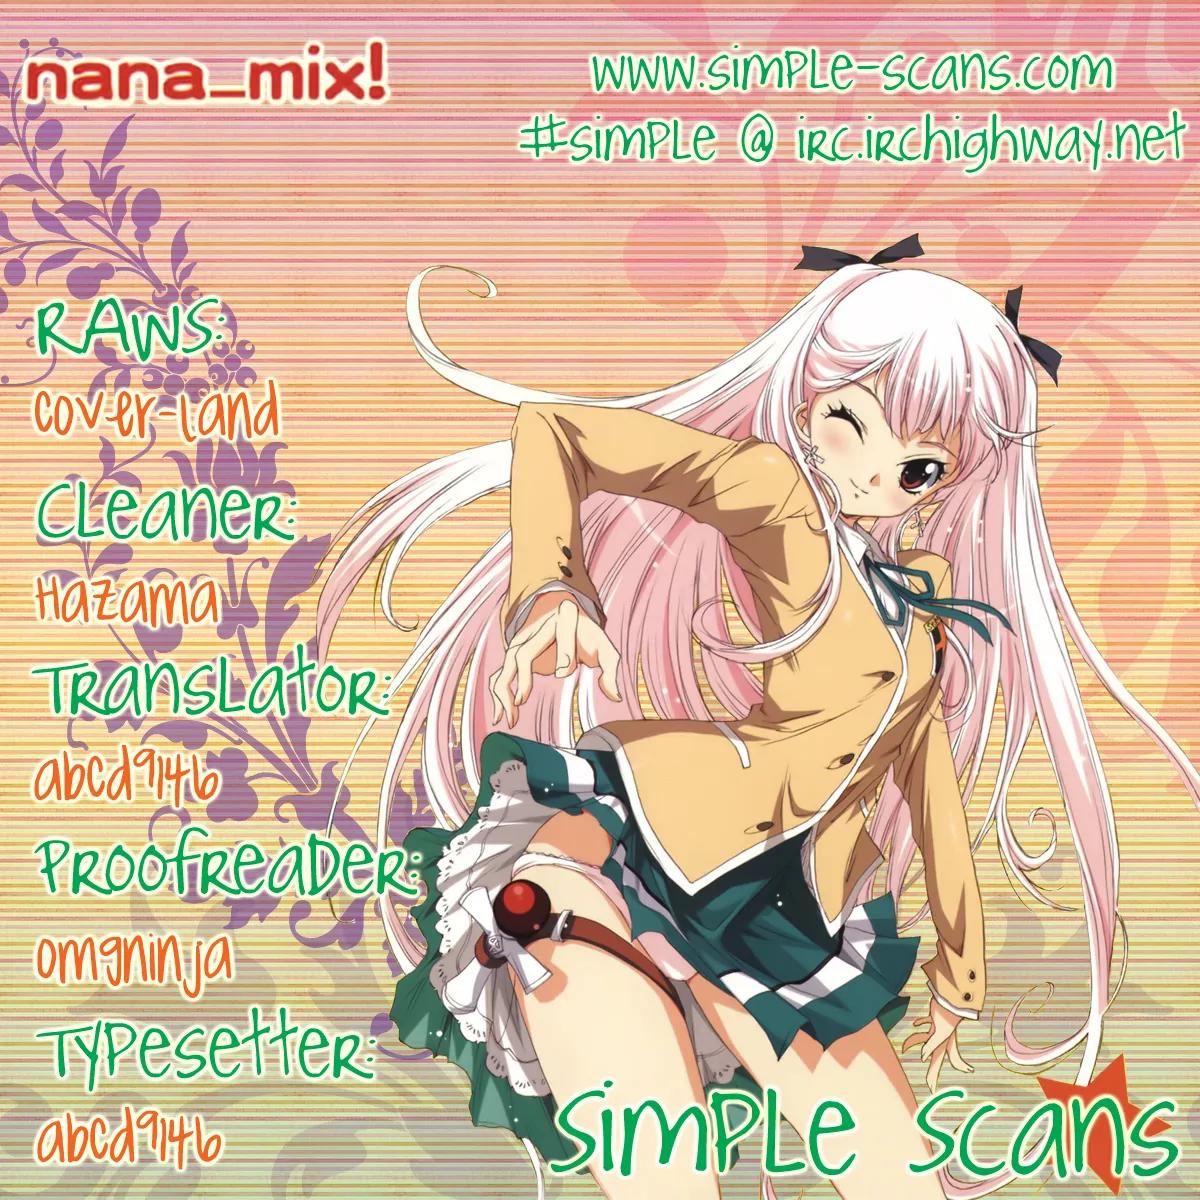 nana_mix!
www.simple-scans.com
#simple @ irc.irchighway.net
Raws:
cover-land
Cleaner:
Hazama
Translator:
abcd9146
Proofreader:
omgninja
Typesetter:
abcd9146
Simple Scans